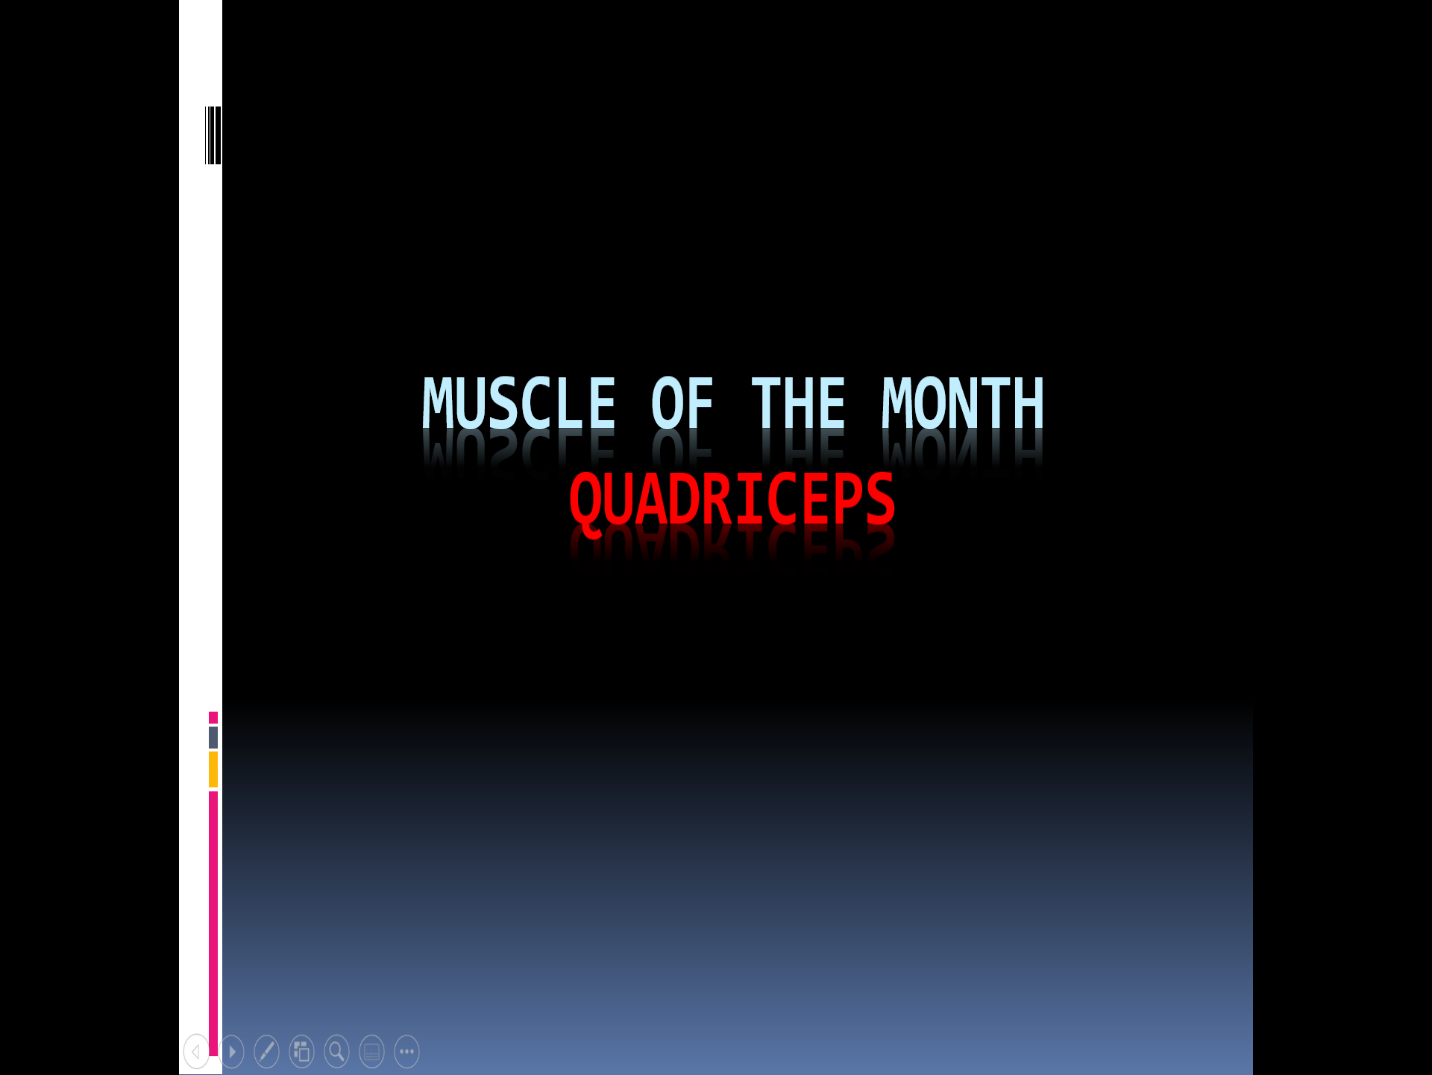 MUSCLE OF THE MONTH
QUADRICEPS